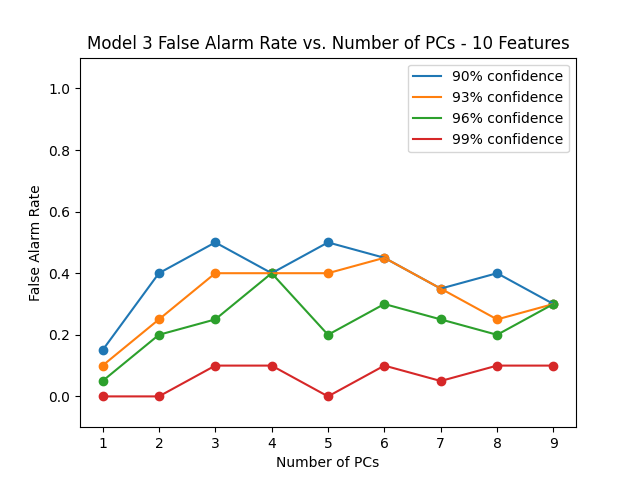 Model 3 False Alarm Rate vs. Number of PCs - 10 Features
90% confidence
93% confidence
96% confidence
99% confidence
False Alarm Rate
1.0
0.8
0.6
0.4
0.2
0.0
1 2 3 4 5 6 7 8 9
Number of PCs